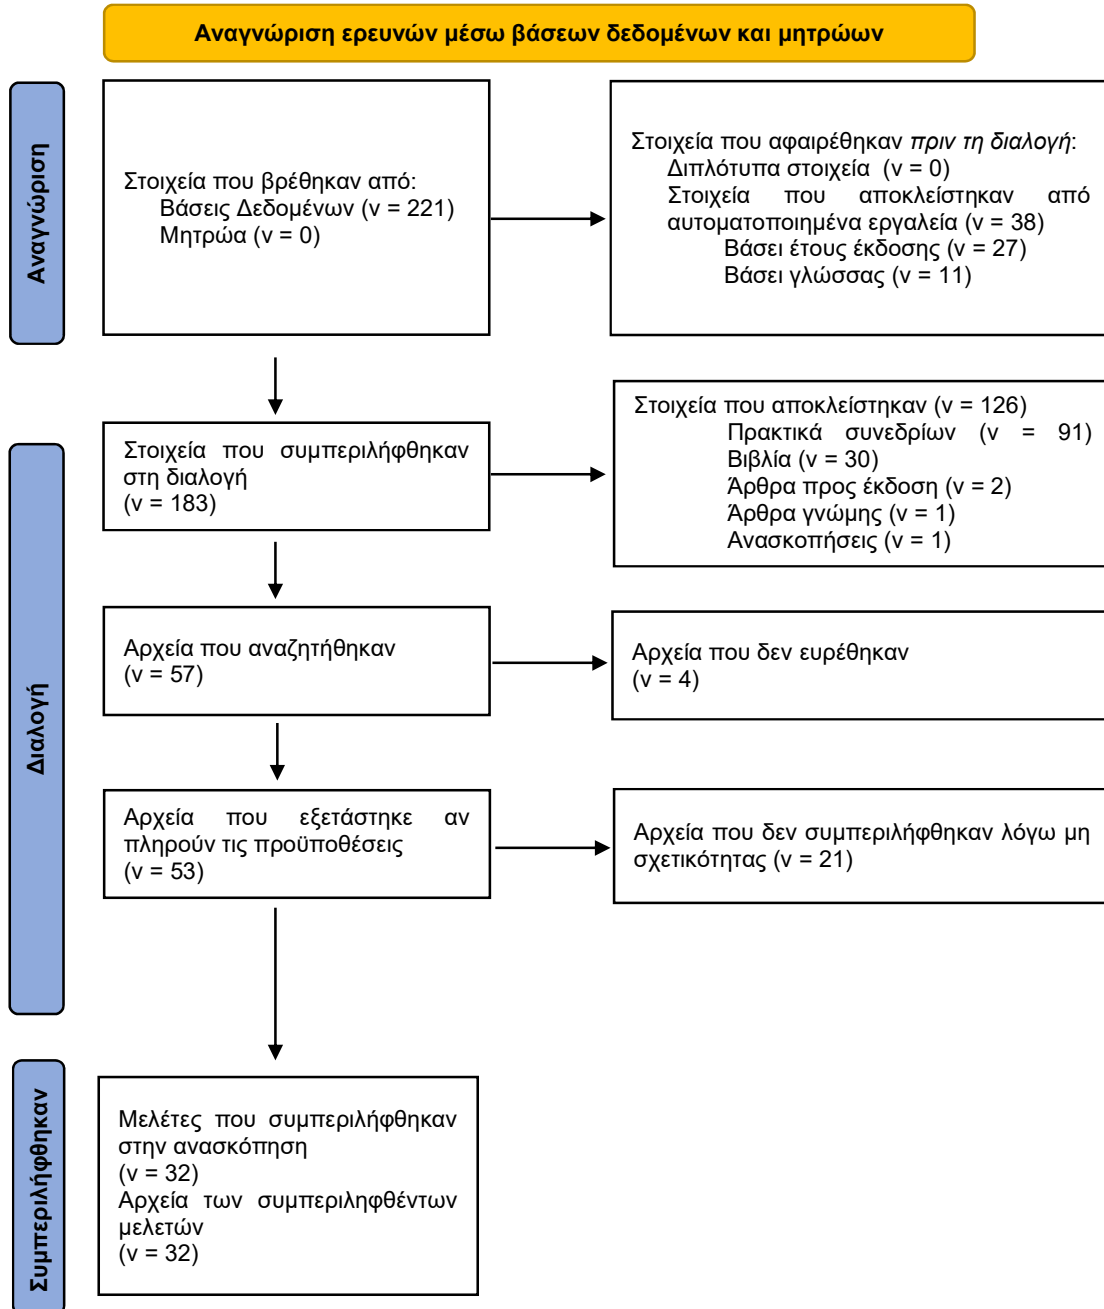 Αναγνώριση ερευνών μέσω βάσεων δεδομένων και μητρώων
Αναγνώριση
Στοιχεία που βρέθηκαν από:
Βάσεις Δεδομένων (ν = 221)
Μητρώα (ν = 0)
Στοιχεία που αφαιρέθηκαν πριν τη διαλογή:
Διπλότυπα στοιχεία (ν = 0)
Στοιχεία που αποκλείστηκαν από
αυτοματοποιημένα εργαλεία (ν = 38)
Βάσει έτους έκδοσης (ν = 27)
Βάσει γλώσσας (ν = 11)
Διαλογή
Στοιχεία που συμπεριλήφθηκαν
στη διαλογή
(ν = 183)
Στοιχεία που αποκλείστηκαν (ν = 126)
Πρακτικά συνεδρίων (ν = 91)
Βιβλία (ν = 30)
Άρθρα προς έκδοση (ν = 2)
Άρθρα γνώμης (ν = 1)
Ανασκοπήσεις (ν = 1)
Αρχεία που αναζητήθηκαν
(ν = 57)
Αρχεία που δεν ευρέθηκαν
(ν = 4)
Αρχεία που εξετάστηκε αν
πληρούν τις προϋποθέσεις
(ν = 53)
Αρχεία που δεν συμπεριλήφθηκαν λόγω μη
σχετικότητας (ν = 21)
Συμπεριλήφθηκαν
Μελέτες που συμπεριλήφθηκαν
στην ανασκόπηση
(ν = 32)
Αρχεία των συμπεριληφθέντων
μελετών
(ν = 32)